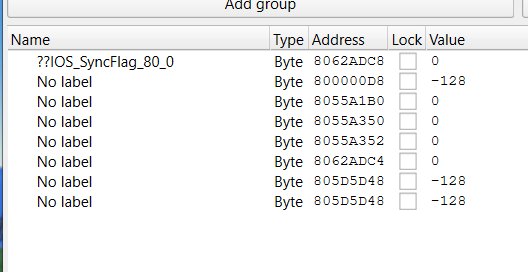 Add group
Name Type Address Lock Value
??IOS_SyncFlag_80_0 Byte 8062ADC8 0
No label Byte 800000D8 -128
No label Byte 8055A1B0 0
No label Byte 8055A350 0
No label Byte 8055A352 0
No label Byte 8062ADC4 0
No label Byte 805D5D48 -128
No label Byte 805D5D48 -128